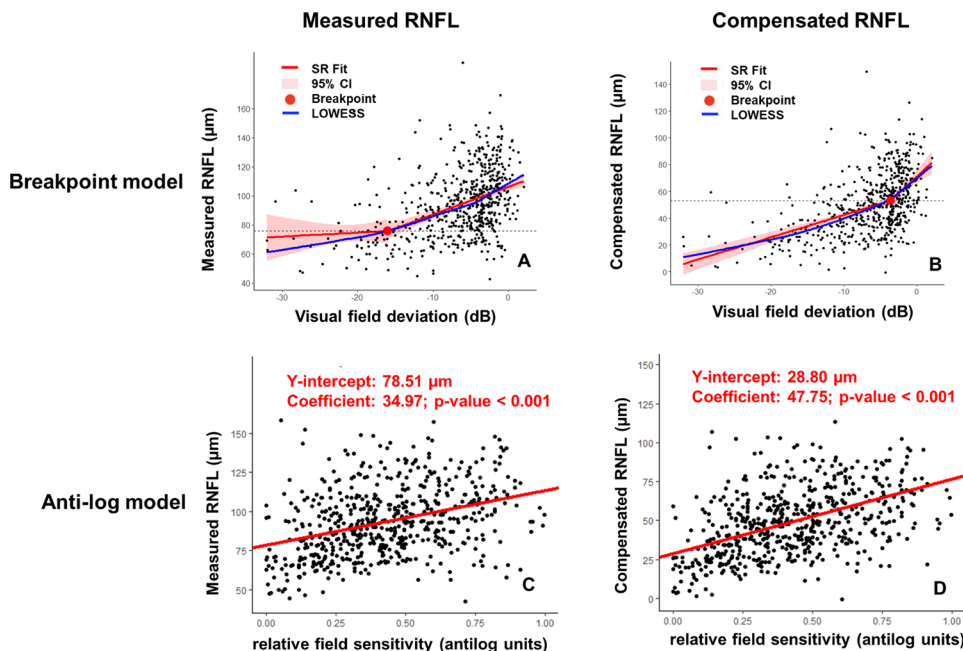 Measured RNFL
Compensated RNFL
Breakpoint model
Measured RNFL (µm)
160
140
120
100
80
60
40
SR Fit
95% CI
Breakpoint
LOWESS
A
-30
-20
-10
0
Visual field deviation (dB)
Compensated RNFL (µm)
150
100
50
0
SR Fit
95% CI
Breakpoint
LOWESS
B
-30
-20
-10
0
Visual field deviation (dB)
Anti-log model
Measured RNFL (µm)
150
125
100
75
50
Y-intercept: 78.51 µm
Coefficient: 34.97; p-value < 0.001
C
0.00
0.25
0.50
0.75
1.00
relative field sensitivity (antilog units)
Compensated RNFL (µm)
150
125
100
75
50
25
0
Y-intercept: 28.80 µm
Coefficient: 47.75; p-value < 0.001
D
0.00
0.25
0.50
0.75
1.00
relative field sensitivity (antilog units)